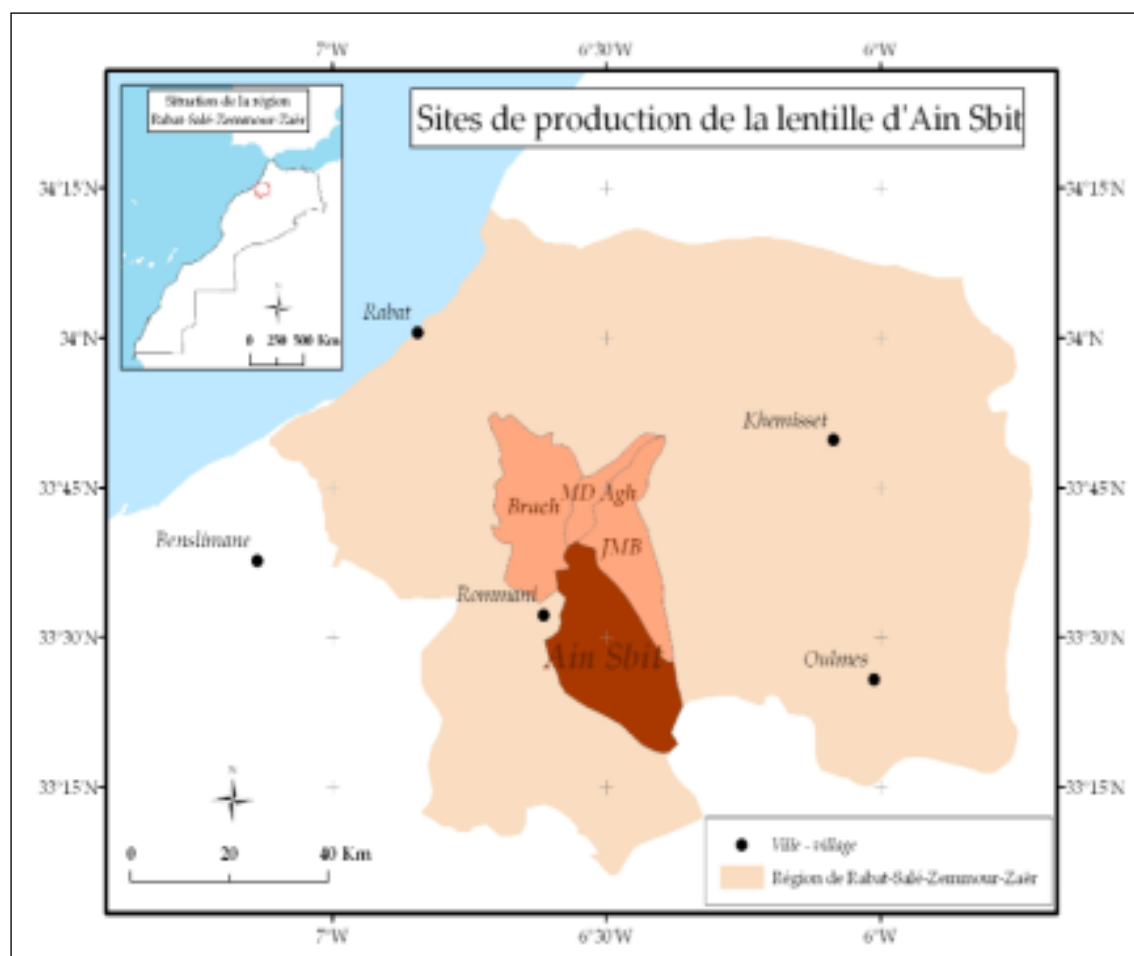 7°W 6°30'W 6°W
Situation de la région
Rabat-Salé-Zemmour-Zaër
Sites de production de la lentille d'Ain Sbit
34°15'N 34°15'N
N
0 250 500 Km
Rabat
34°N 34°N
Khemisset
33°45'N 33°45'N
MD Agh
Brach
JMB
Benslimane
Rommani
33°30'N 33°30'N
Ain Sbit
Oulmes
N
33°15'N 33°15'N
0 20 40 Km
Ville - village
Région de Rabat-Salé-Zemmour-Zaër
7°W 6°30'W 6°W